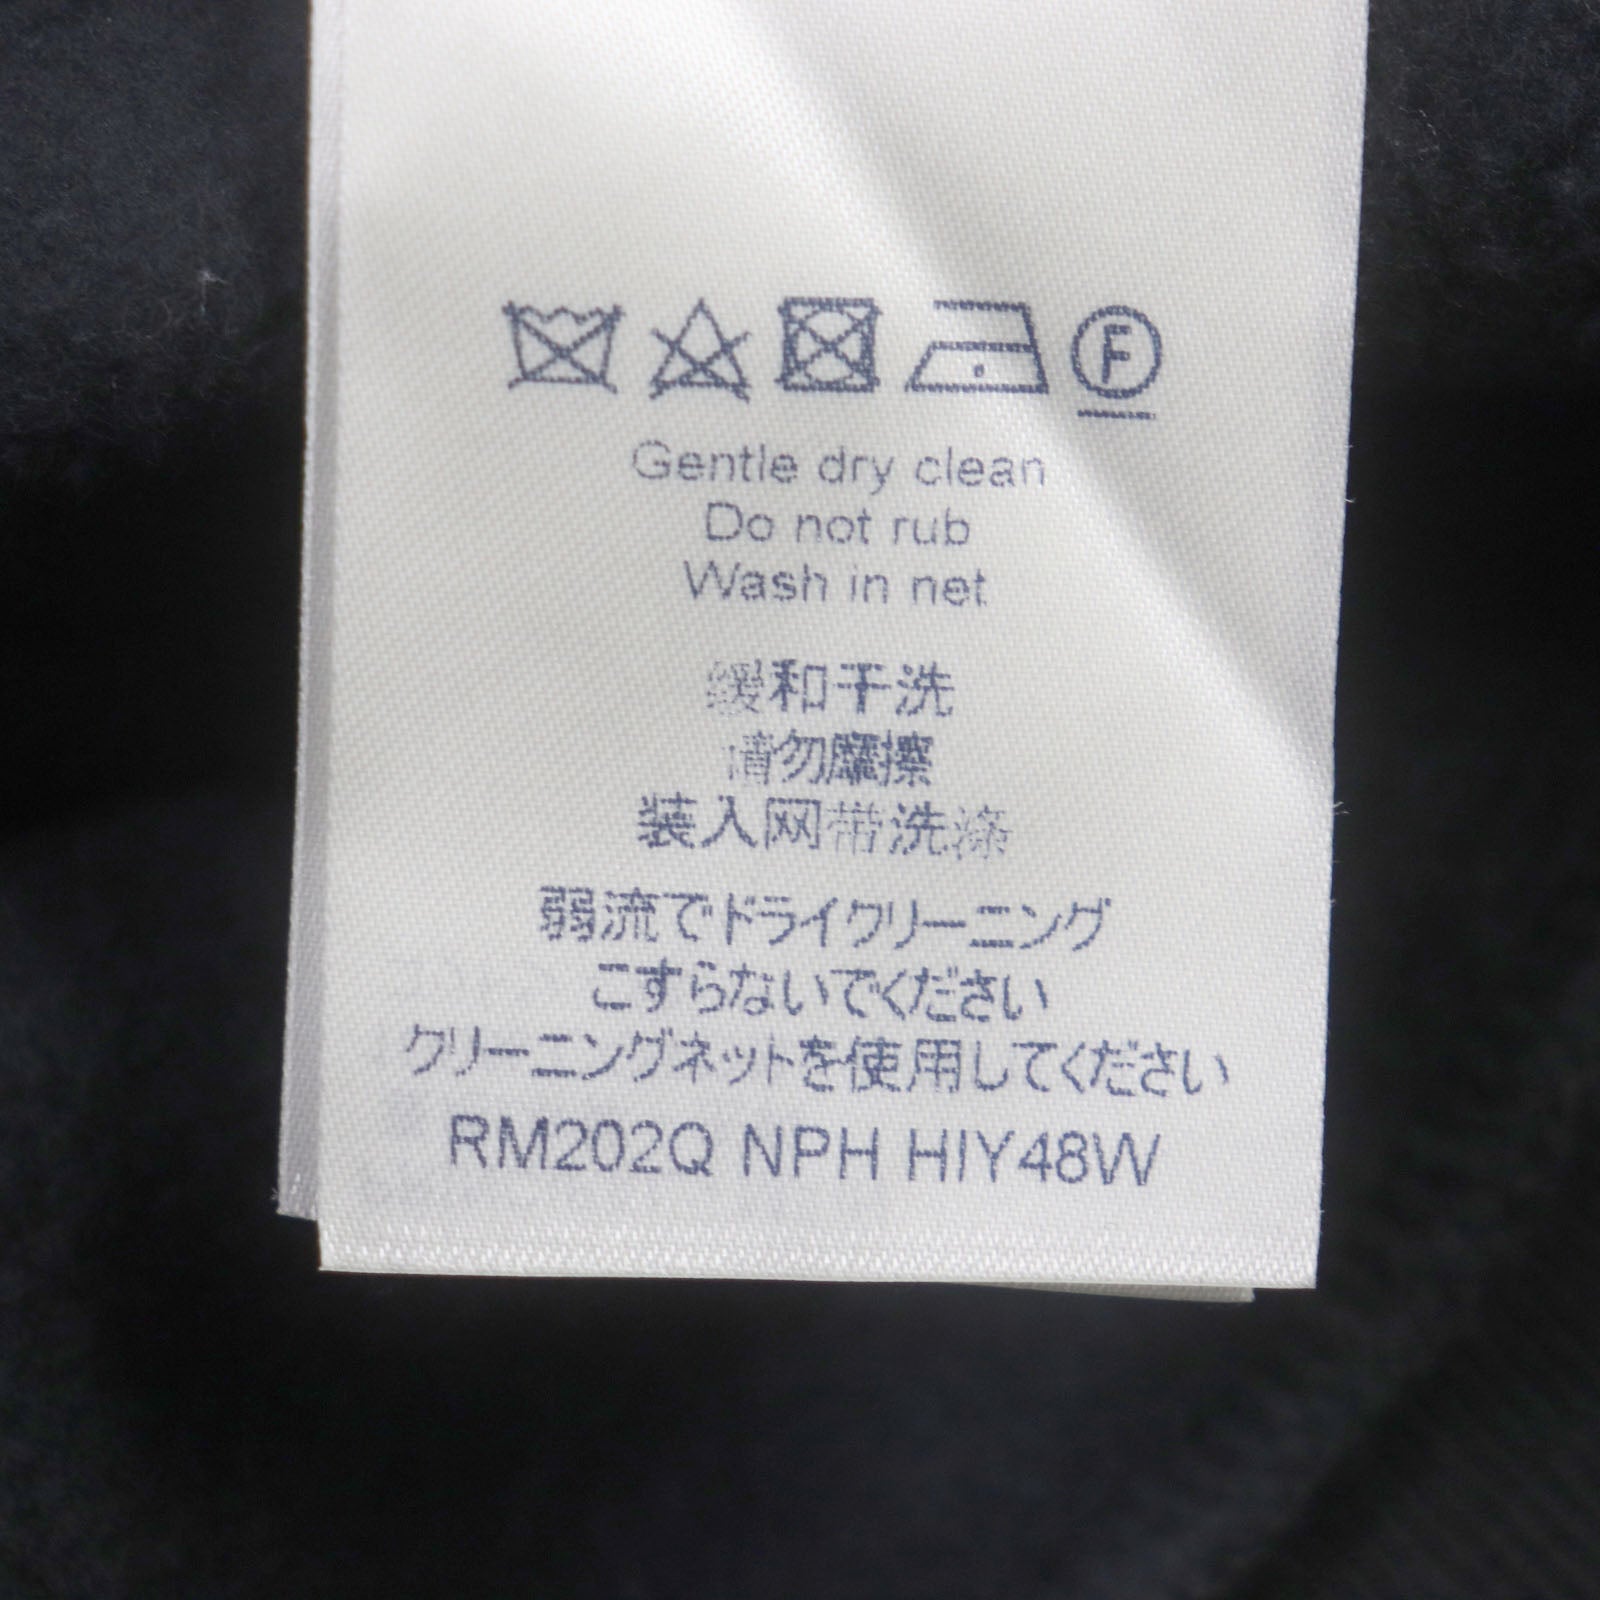 F
Gentle dry clean
Do not rub
Wash in net
缓和干洗
请勿摩擦
装入网带洗涤
弱流でドライクリーニング
こすらないでください
クリーニングネットを使用してください
RM202Q NPH HIY48W